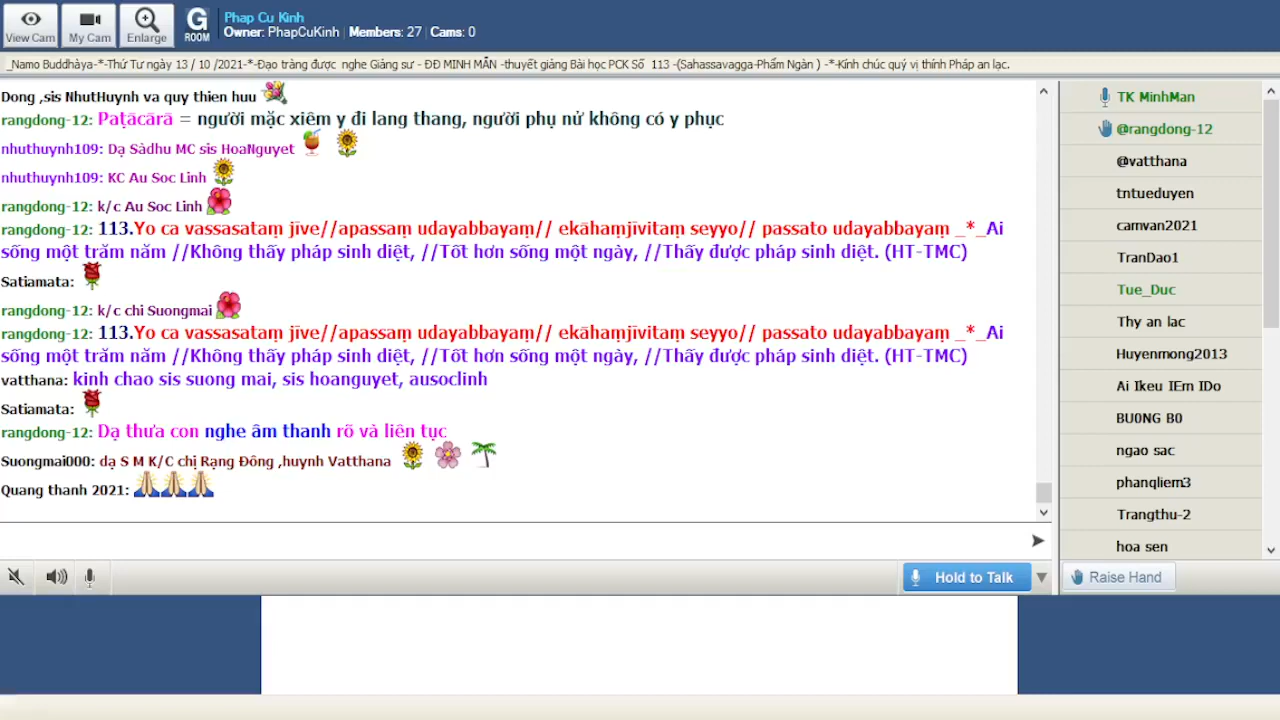 View Cam
My Cam
Enlarge
G ROOM
Phap Cu Kinh
Owner: PhapCuKinh | Members: 27 | Cams: 0
_Namo Buddhàya-*-Thứ Tư ngày 13 / 10 /2021-*-Đạo tràng được nghe Giảng sư - ĐĐ MINH MẪN -thuyết giảng Bài học PCK Số 113 -(Sahassavagga-Phẩm Ngàn ) -*-Kính chúc quý vị thính Pháp an lạc.
Dong ,sis NhutHuynh va quy thien huu
rangdong-12: Paṭācārā = người mặc xiêm y đi lang thang, người phụ nử không có y phục
nhuthuynh109: Dạ Sàdhu MC sis HoaNguyet
nhuthuynh109: KC Au Soc Linh
rangdong-12: k/c Au Soc Linh
rangdong-12: 113.Yo ca vassasataṃ jīve//apassaṃ udayabbayaṃ// ekāhaṃjīvitaṃ seyyo// passato udayabbayaṃ _*_Ai
sống một trăm năm //Không thấy pháp sinh diệt, //Tốt hơn sống một ngày, //Thấy được pháp sinh diệt. (HT-TMC)
Satiamata:
rangdong-12: k/c chi Suongmai
rangdong-12: 113.Yo ca vassasataṃ jīve//apassaṃ udayabbayaṃ// ekāhaṃjīvitaṃ seyyo// passato udayabbayaṃ _*_Ai
sống một trăm năm //Không thấy pháp sinh diệt, //Tốt hơn sống một ngày, //Thấy được pháp sinh diệt. (HT-TMC)
vatthana: kinh chao sis suong mai, sis hoanguyet, ausoclinh
Satiamata:
rangdong-12: Dạ thưa con nghe âm thanh rõ và liên tục
Suongmai000: dạ S M K/C chị Rạng Đông ,huynh Vatthana
Quang thanh 2021:
Hold to Talk
TK MinhMan
@rangdong-12
@vatthana
tntueduyen
camvan2021
TranDao1
Tue_Duc
Thy an lac
Huyenmong2013
Ai Ikeu IEm IDo
BU0NG B0
ngao sac
phanqliem3
Trangthu-2
hoa sen
Raise Hand